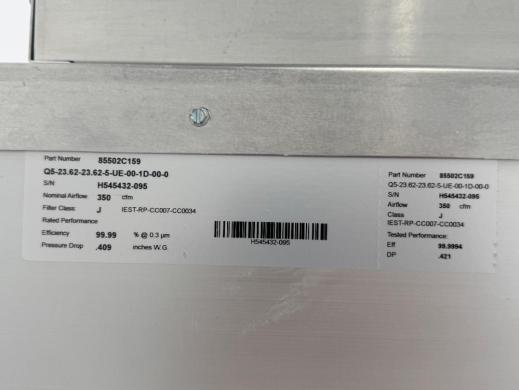 Part Number 85502C159
Q5-23.62-23.62-5-UE-00-1D-00-0
S/N: H545432-095
Nominal Airflow: 350 cfm
Filter Class: J IEST-RP-CC007-CC0034
Rated Performance
Efficiency 99.99 % @ 0.3 µm
Pressure Drop .409 inches W.G.
H545432-095
Part Number 85502C159
Q5-23.62-23.62-5-UE-00-1D-00-0
S/N: H545432-095
Airflow 350 cfm
Class J
IEST-RP-CC007-CC0034
Tested Performance:
Eff 99.9994
DP .421